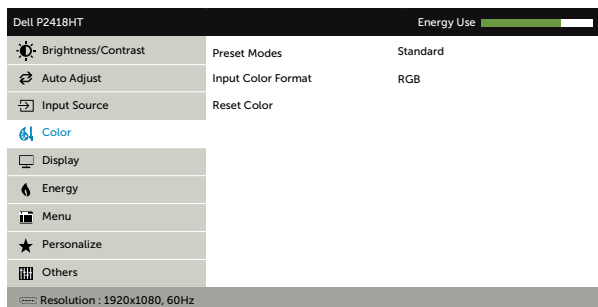 Dell P2418HT Energy Use
Brightness/Contrast Preset Modes Standard
Auto Adjust Input Color Format RGB
Input Source Reset Color
Color
Display
Energy
Menu
Personalize
Others
Resolution : 1920x1080, 60Hz